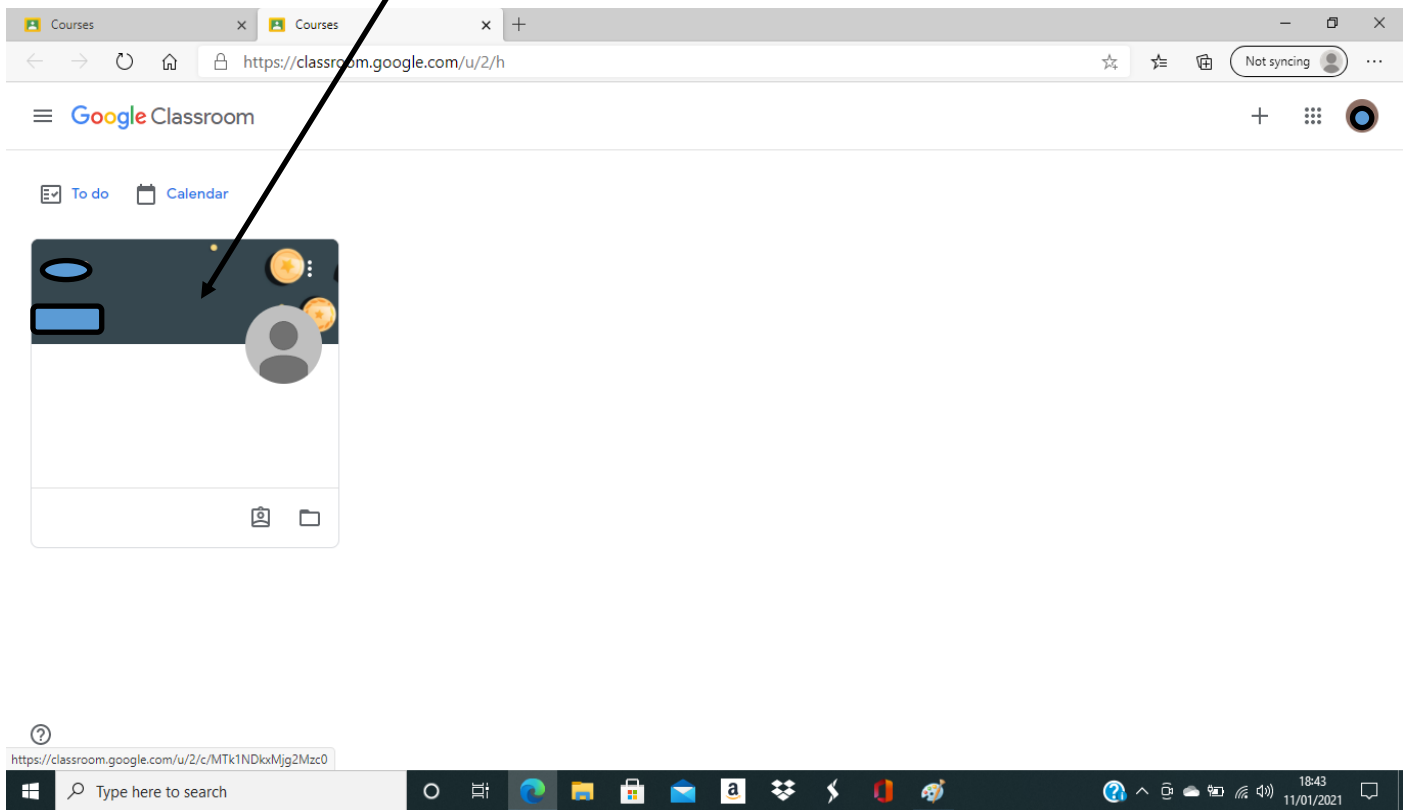 Courses
Courses
https://classroom.google.com/u/2/h
Not syncing
Google Classroom
To do
Calendar
https://classroom.google.com/u/2/c/MTk1NDkxMjg2Mzc0
Type here to search
a
18:43
11/01/2021